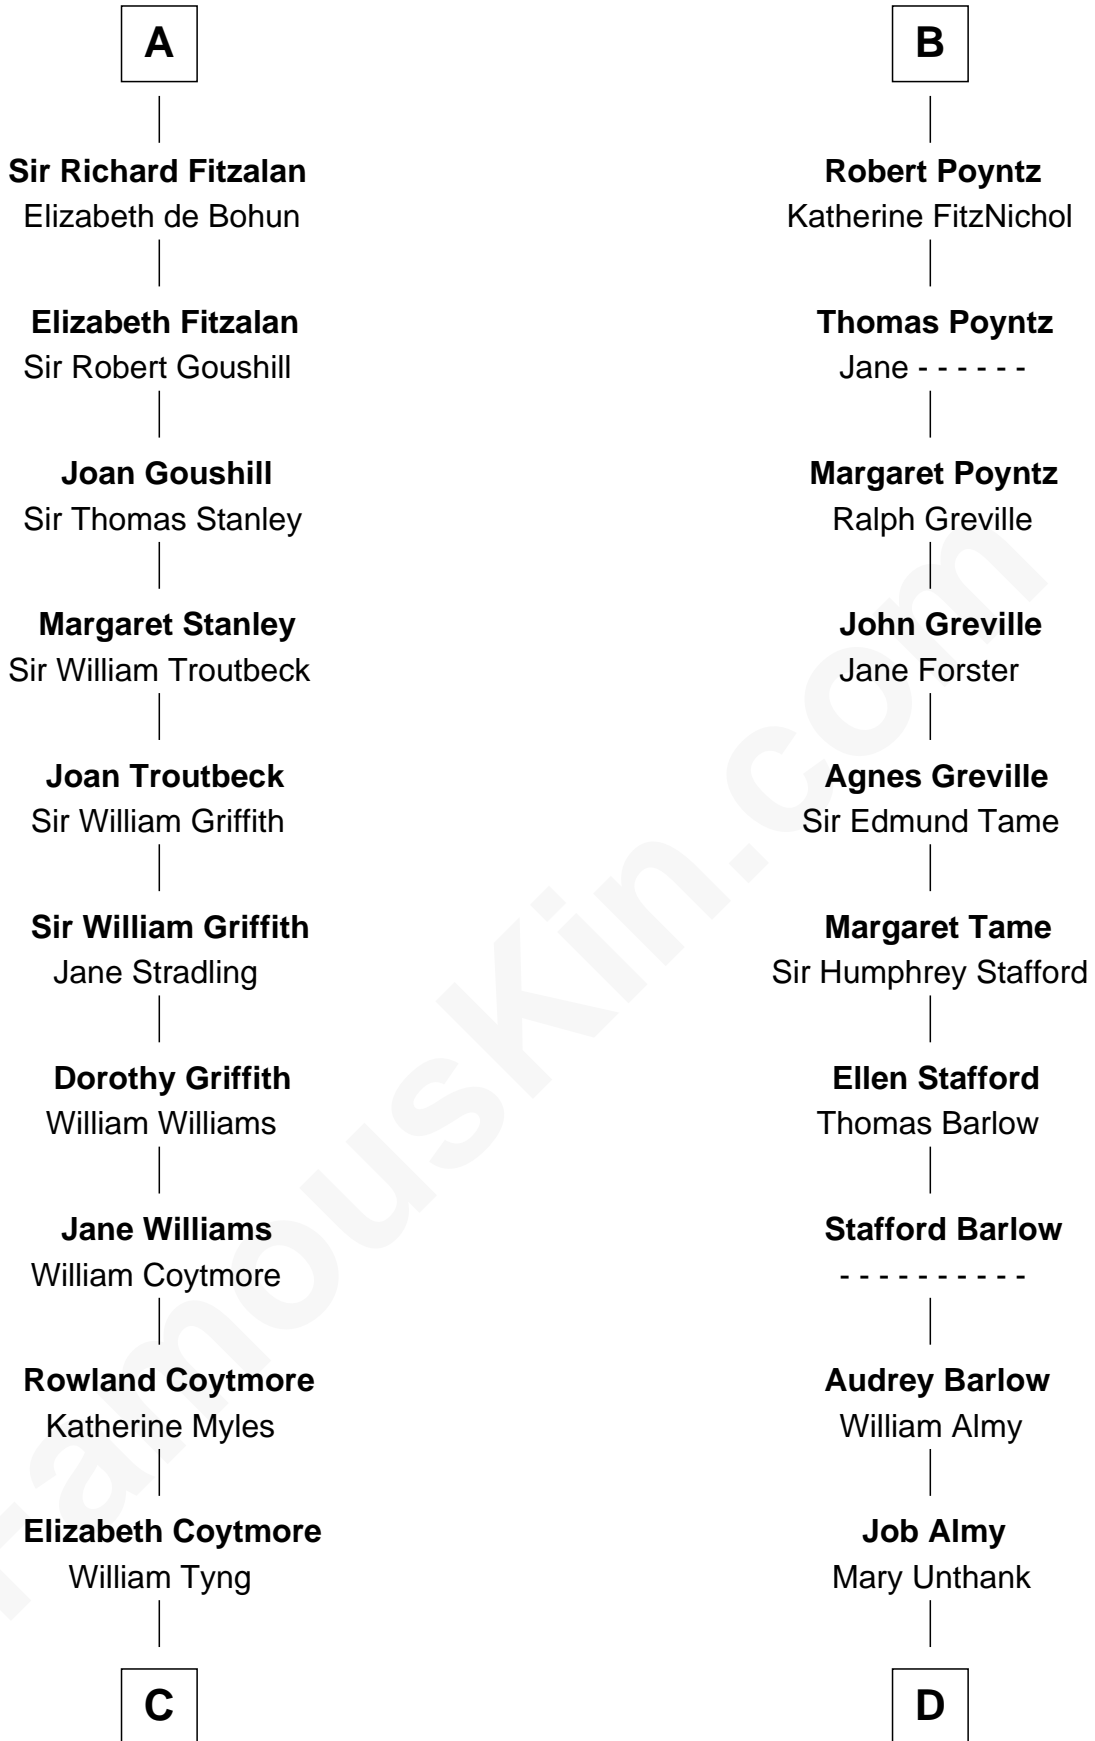 A
Sir Richard Fitzalan
Elizabeth de Bohun
Elizabeth Fitzalan
Sir Robert Goushill
Joan Goushill
Sir Thomas Stanley
Margaret Stanley
Sir William Troutbeck
Joan Troutbeck
Sir William Griffith
Sir William Griffith
Jane Stradling
Dorothy Griffith
William Williams
Jane Williams
William Coytmore
Rowland Coytmore
Katherine Myles
Elizabeth Coytmore
William Tyng
C
B
Robert Poyntz
Katherine FitzNichol
Thomas Poyntz
Jane - - - - - -
Margaret Poyntz
Ralph Greville
John Greville
Jane Forster
Agnes Greville
Sir Edmund Tame
Margaret Tame
Sir Humphrey Stafford
Ellen Stafford
Thomas Barlow
Stafford Barlow
- - - - - - - - - -
Audrey Barlow
William Almy
Job Almy
Mary Unthank
D
FamousKin.com